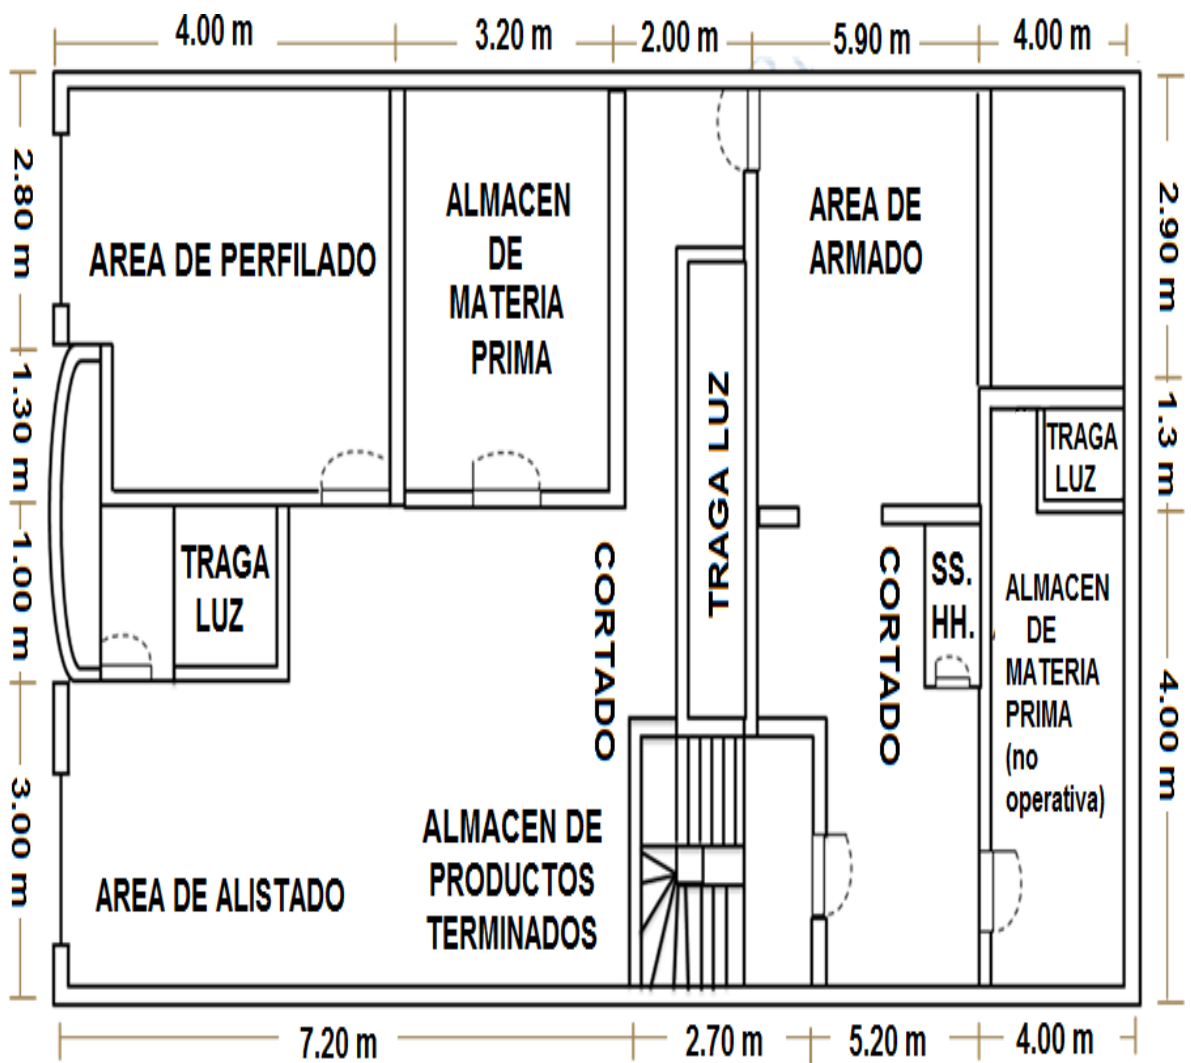 4.00 m
3.20 m
2.00 m
5.90 m
4.00 m
2.80 m
1.30 m
1.00 m
3.00 m
AREA DE PERFILADO
ALMACEN
DE
MATERIA
PRIMA
AREA DE
ARMADO
TRAGA LUZ
TRAGA
LUZ
TRAGA
LUZ
CORTADO
CORTADO
SS.
HH.
ALMACEN
DE
MATERIA
PRIMA
(no
operativa)
AREA DE ALISTADO
ALMACEN DE
PRODUCTOS
TERMINADOS
2.90 m
1.3 m
4.00 m
7.20 m
2.70 m
5.20 m
4.00 m